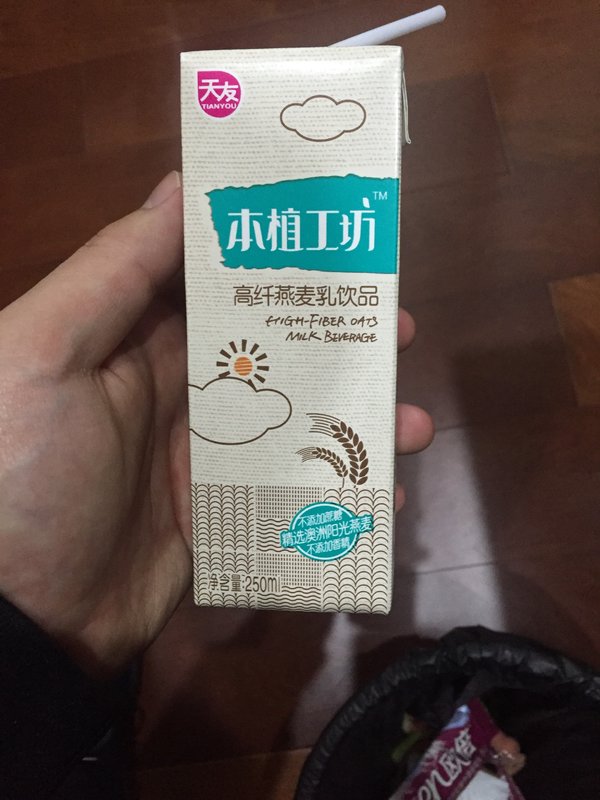 天友
TIANYOU
本植工坊™
高纤燕麦乳饮品
HIGH-FIBER OATS
MILK BEVERAGE
不添加蔗糖
精选澳洲阳光燕麦
不添加香精
净含量:250ml